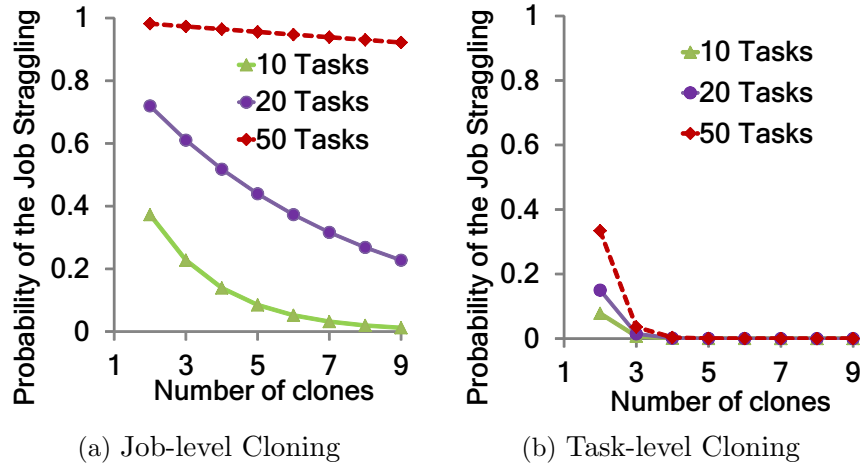 Probability of the Job Straggling
1
0.8
0.6
0.4
0.2
0
10 Tasks
20 Tasks
50 Tasks
1 3 5 7 9
Number of clones
(a) Job-level Cloning
Probability of the Job Straggling
1
0.8
0.6
0.4
0.2
0
10 Tasks
20 Tasks
50 Tasks
1 3 5 7 9
Number of clones
(b) Task-level Cloning